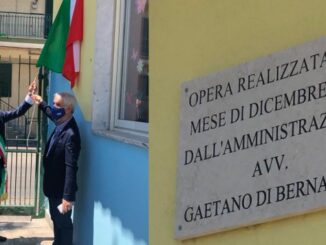 OPERA REALIZZATA
MESE DI DICEMBRE
DALL'AMMINISTRAZ
AVV.
GAETANO DI BERNA